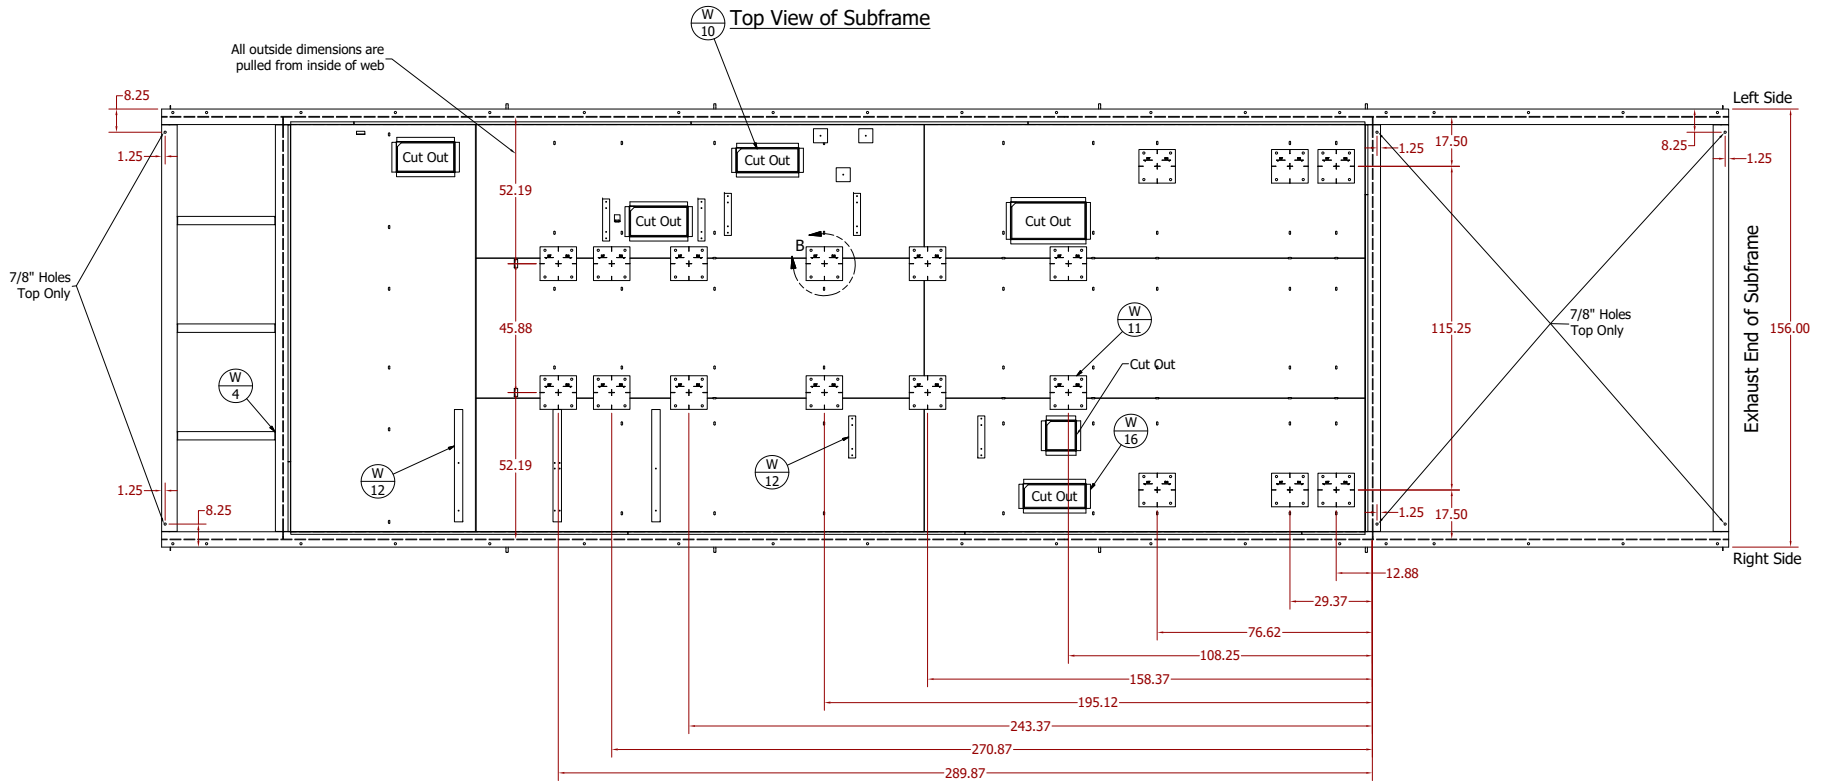 W
10
Top View of Subframe
All outside dimensions are
pulled from inside of web
8.25
Left Side
17.50
8.25
1.25
1.25
1.25
Cut Out
Cut Out
52.19
Cut Out
Cut Out
B
7/8" Holes
Top Only
W
11
7/8" Holes
Top Only
Exhaust End of Subframe
45.88
115.25
156.00
Cut Out
W
4
W
16
52.19
W
12
W
12
1.25
Cut Out
8.25
1.25
17.50
Right Side
12.88
29.37
76.62
108.25
158.37
195.12
243.37
270.87
289.87